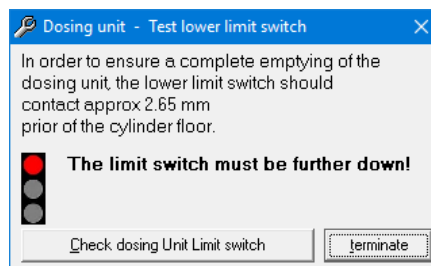 Dosing unit - Test lower limit switch
In order to ensure a complete emptying of the
dosing unit, the lower limit switch should
contact approx 2.65 mm
prior of the cylinder floor.
The limit switch must be further down!
Check dosing Unit Limit switch
terminate